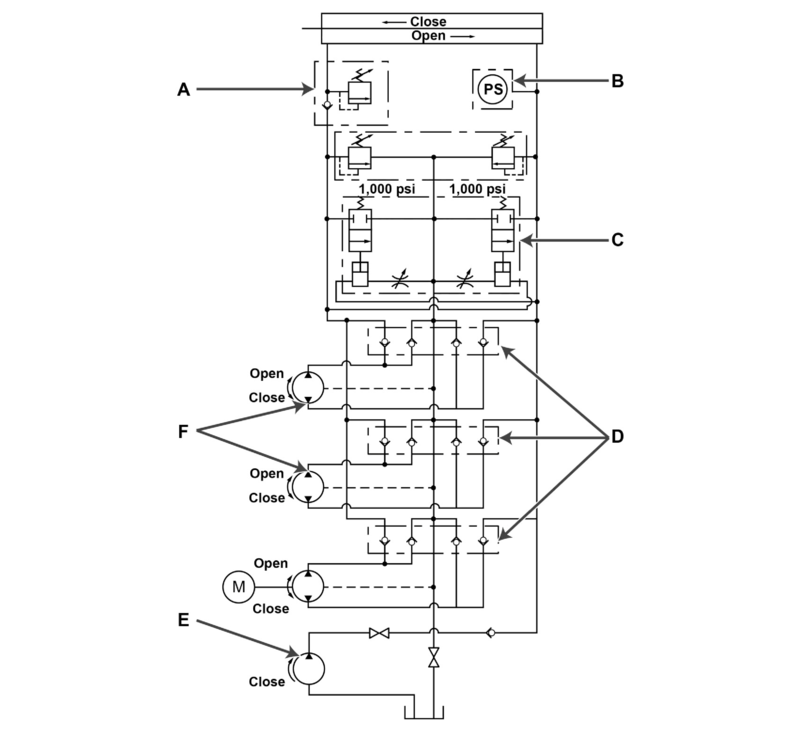 Close
Open
A
B
PS
1,000 psi 1,000 psi
C
Open
Close
D
F
Open
Close
Open
M
Close
E
Close